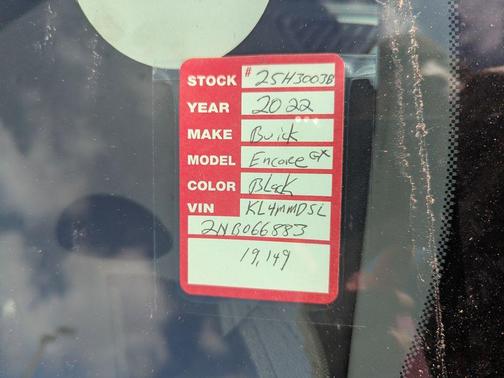 STOCK # 25H3003B
YEAR 2022
MAKE Buick
MODEL Encore GX
COLOR Black
VIN KL4MMDSL
2NB066883
19,149